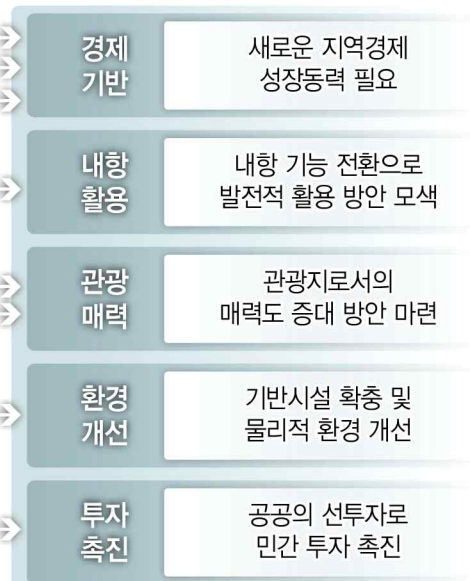 경제
기반
새로운 지역경제
성장동력 필요
내항
활용
내항 기능 전환으로
발전적 활용 방안 모색
관광
매력
관광지로서의
매력도 증대 방안 마련
환경
개선
기반시설 확충 및
물리적 환경 개선
투자
촉진
공공의 선투자로
민간 투자 촉진